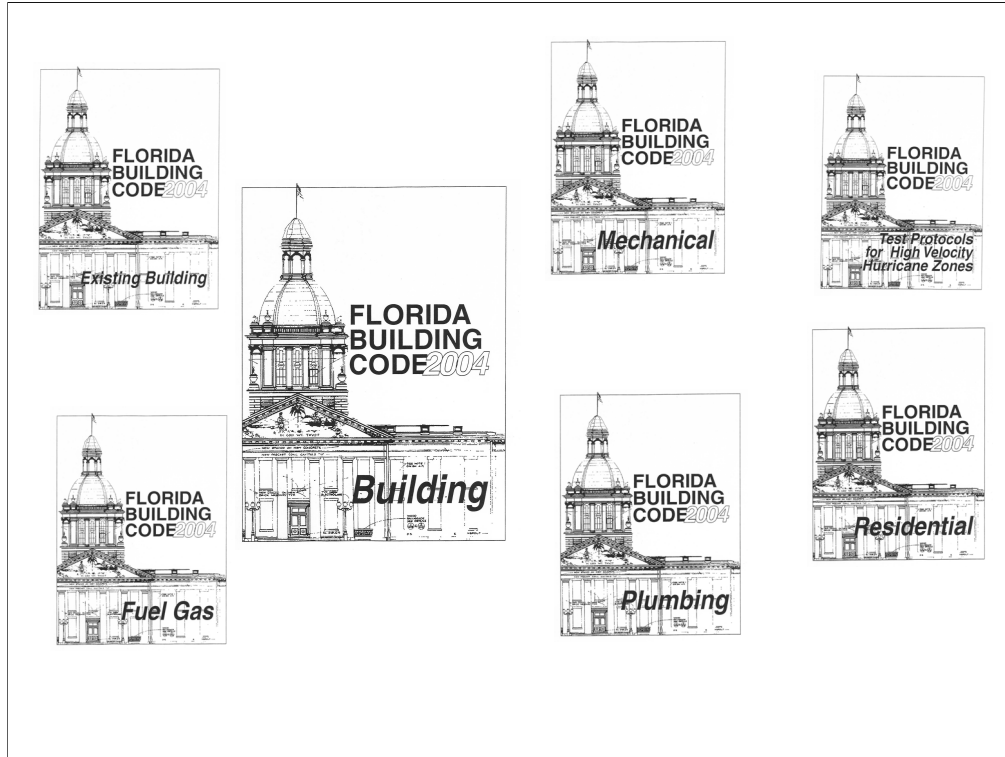 FLORIDA
BUILDING
CODE2004
Existing Building
FLORIDA
BUILDING
CODE2004
Building
FLORIDA
BUILDING
CODE2004
Mechanical
FLORIDA
BUILDING
CODE2004
Test Protocols
for High Velocity
Hurricane Zones
FLORIDA
BUILDING
CODE2004
Fuel Gas
FLORIDA
BUILDING
CODE2004
Plumbing
FLORIDA
BUILDING
CODE2004
Residential